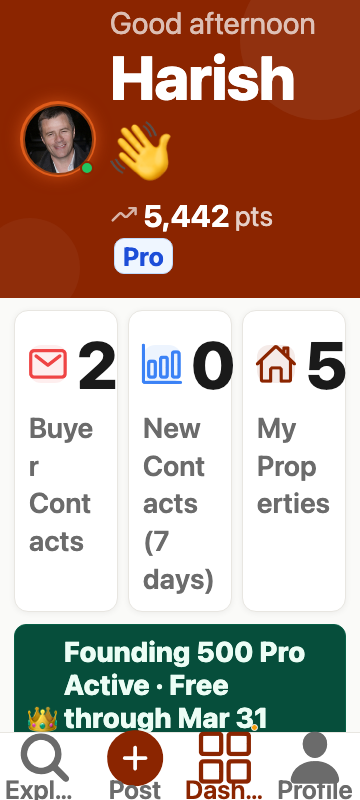 Good afternoon
Harish
👋
5,442 pts
Pro
2
Buye
r
Cont
acts
0
New
Cont
acts
(7
days)
5
My
Prop
erties
Founding 500 Pro
Active · Free
👑 through Mar 31
Expl...
Post
Dash...
Profile